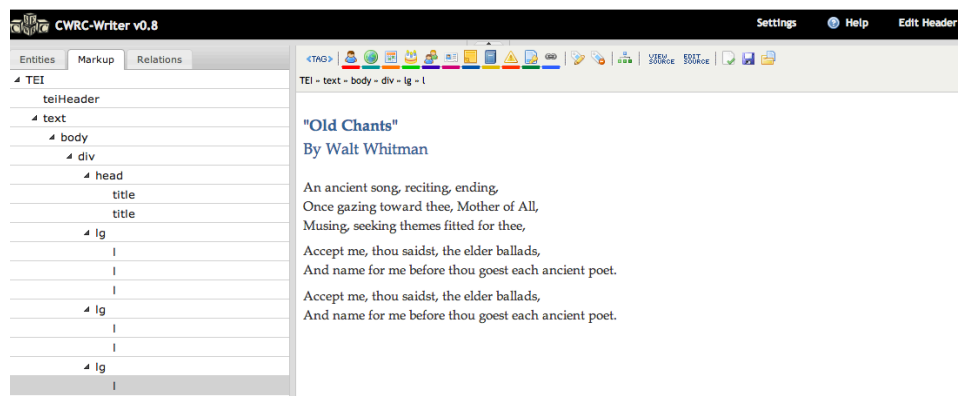 CWRC CWRC-Writer v0.8 Settings Help Edit Header
Entities Markup Relations
<TAG> VIEW SOURCE EDIT SOURCE
TEI » text » body » div » lg » l
TEI
teiHeader
text
body
div
head
title
title
lg
l
l
l
lg
l
l
lg
l
"Old Chants"
By Walt Whitman
An ancient song, reciting, ending,
Once gazing toward thee, Mother of All,
Musing, seeking themes fitted for thee,
Accept me, thou saidst, the elder ballads,
And name for me before thou goest each ancient poet.
Accept me, thou saidst, the elder ballads,
And name for me before thou goest each ancient poet.